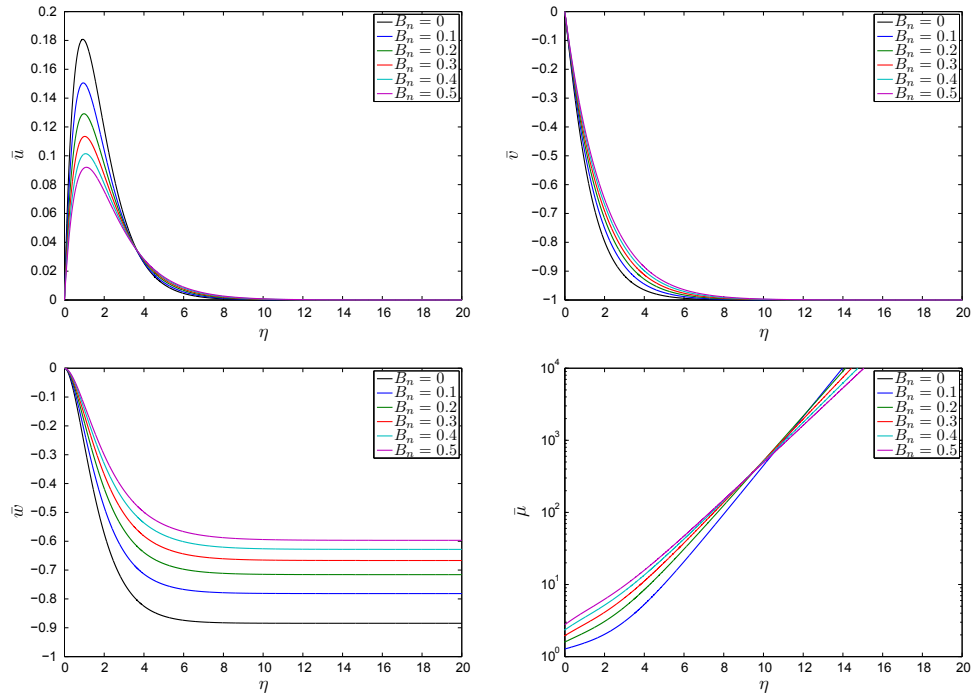 0.2
0.18
0.16
0.14
0.12
0.1
0.08
0.06
0.04
0.02
0
ū
0 2 4 6 8 10 12 14 16 18 20
η
B_n = 0
B_n = 0.1
B_n = 0.2
B_n = 0.3
B_n = 0.4
B_n = 0.5
0
−0.1
−0.2
−0.3
−0.4
−0.5
−0.6
−0.7
−0.8
−0.9
−1
v̄
0 2 4 6 8 10 12 14 16 18 20
η
B_n = 0
B_n = 0.1
B_n = 0.2
B_n = 0.3
B_n = 0.4
B_n = 0.5
0
−0.1
−0.2
−0.3
−0.4
−0.5
−0.6
−0.7
−0.8
−0.9
−1
w̄
0 2 4 6 8 10 12 14 16 18 20
η
B_n = 0
B_n = 0.1
B_n = 0.2
B_n = 0.3
B_n = 0.4
B_n = 0.5
10⁴
10³
10²
10¹
10⁰
μ̄
0 2 4 6 8 10 12 14 16 18 20
η
B_n = 0
B_n = 0.1
B_n = 0.2
B_n = 0.3
B_n = 0.4
B_n = 0.5